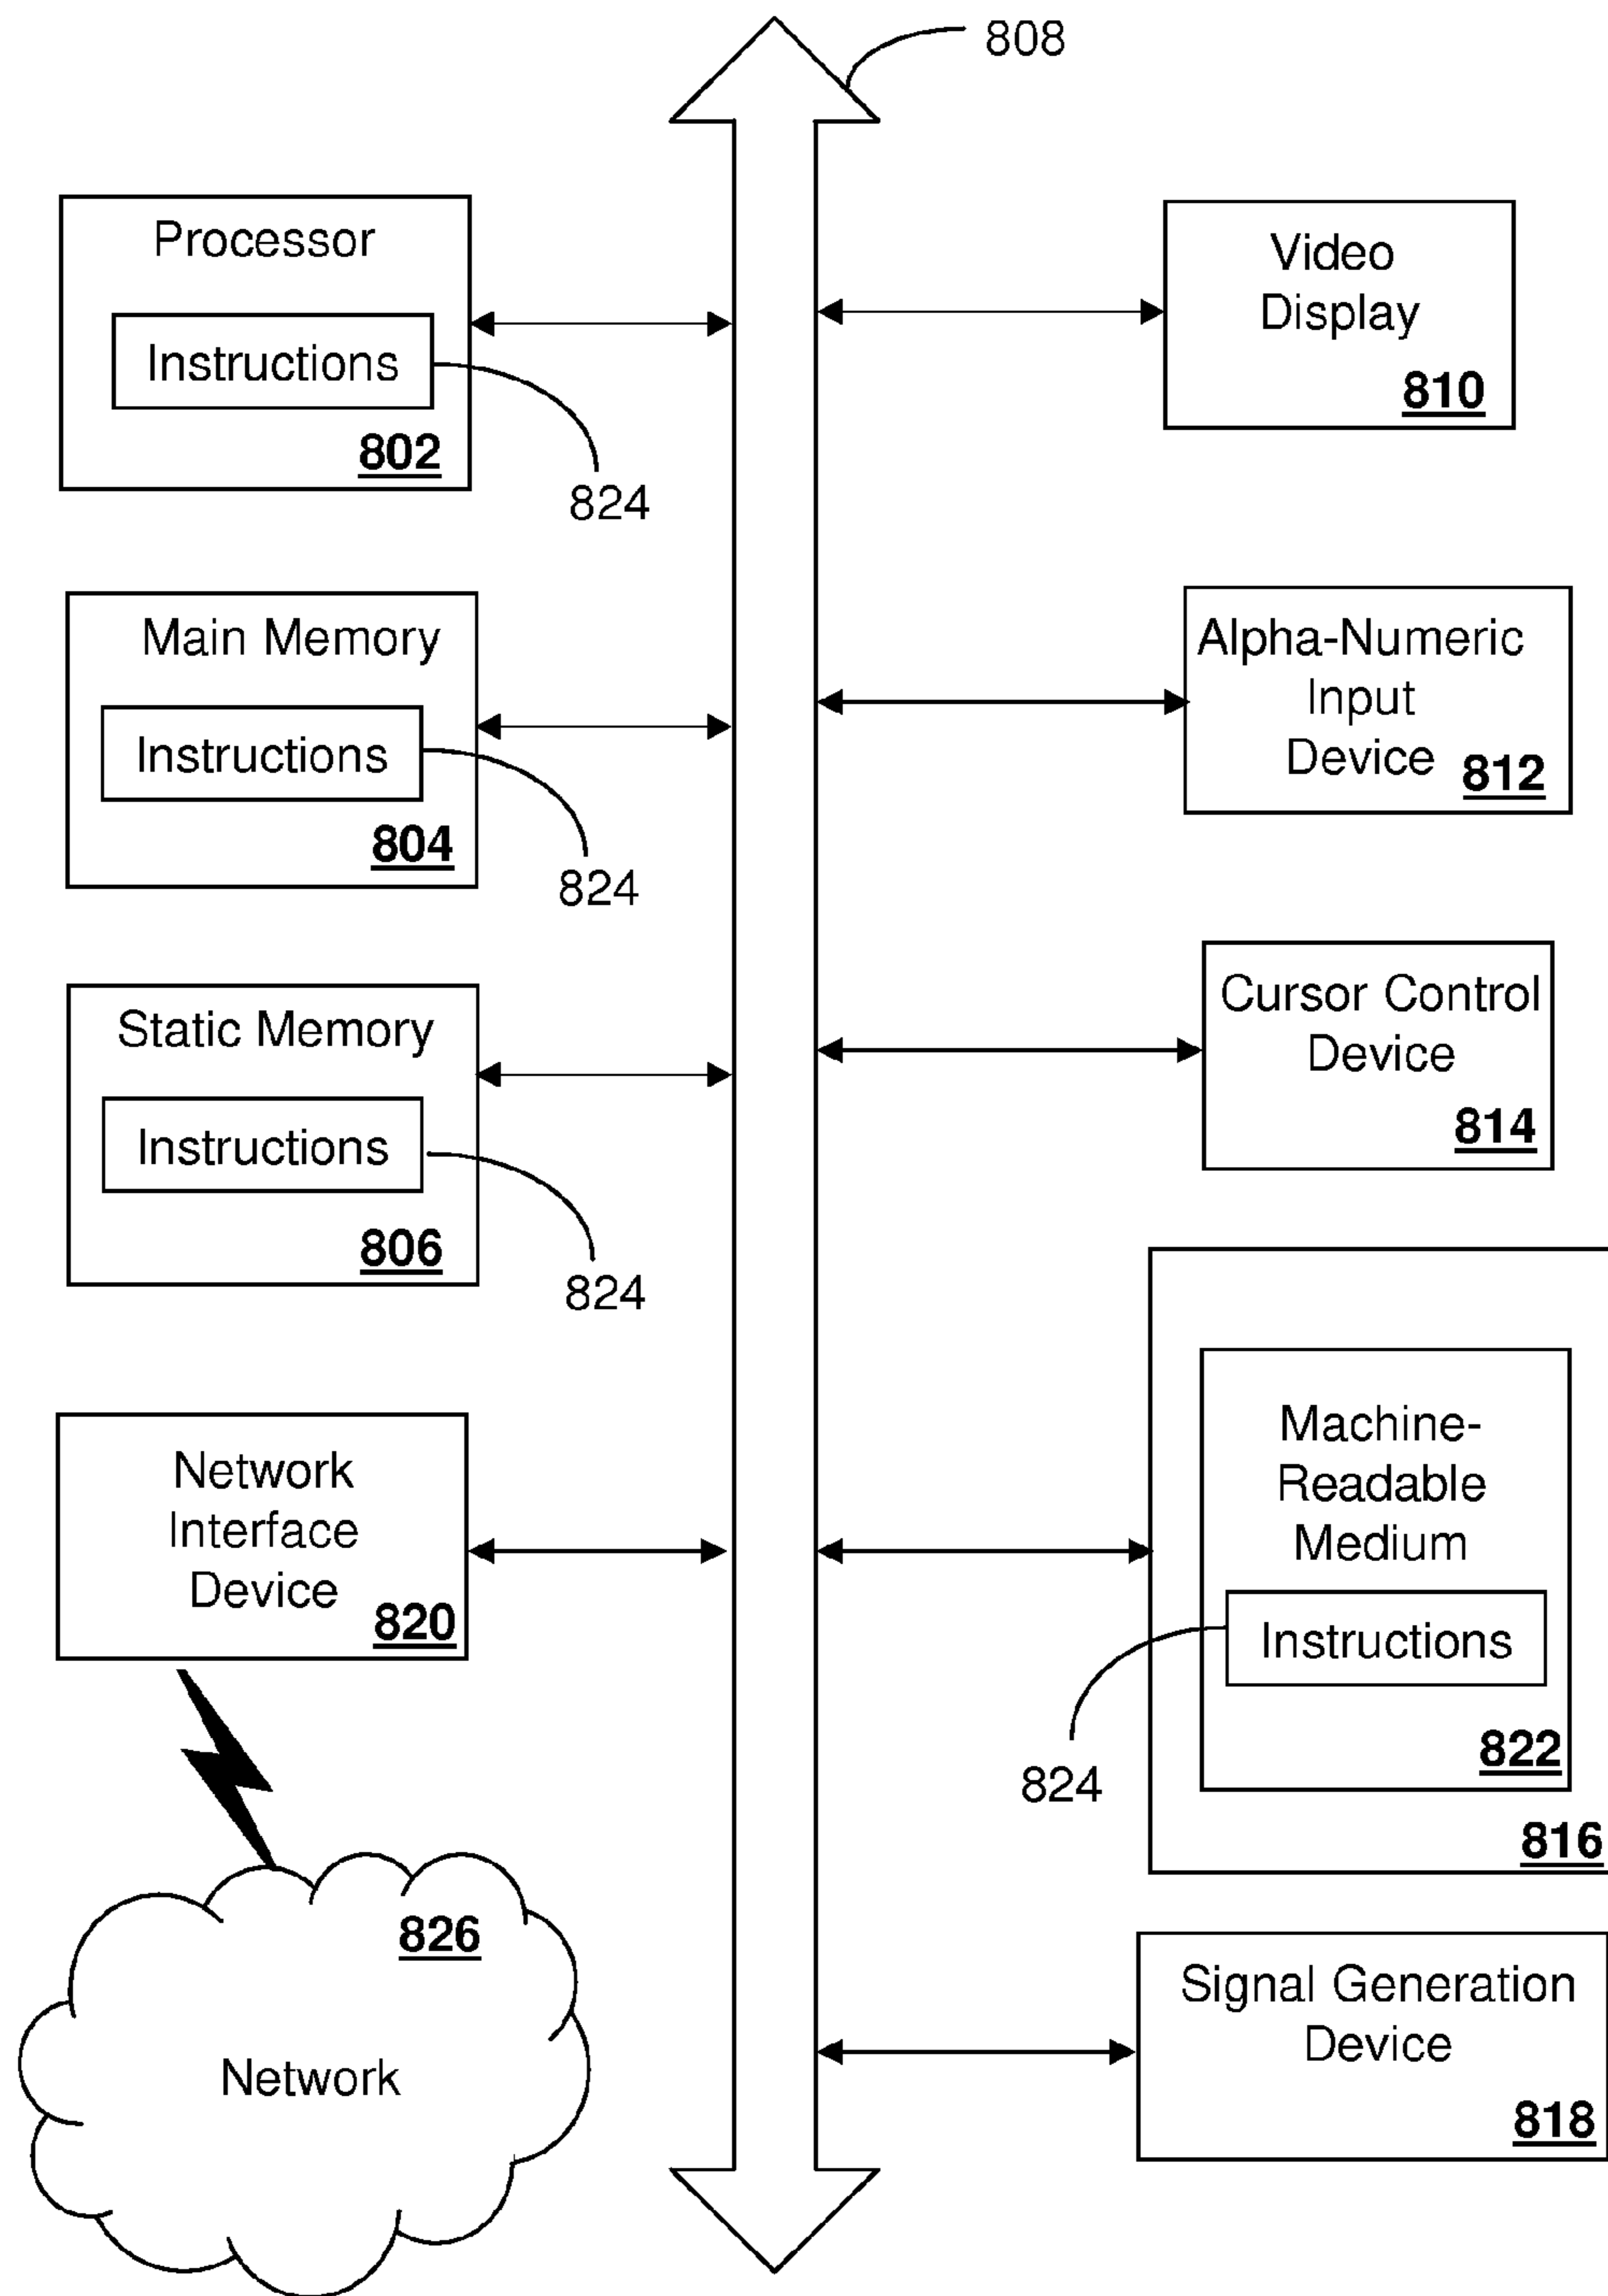 808
Processor
Instructions
802
824
Main Memory
Instructions
804
824
Static Memory
Instructions
806
824
Network
Interface
Device
820
826
Network
Video
Display
810
Alpha-Numeric
Input
Device
812
Cursor Control
Device
814
Machine-
Readable
Medium
Instructions
824
822
816
Signal Generation
Device
818